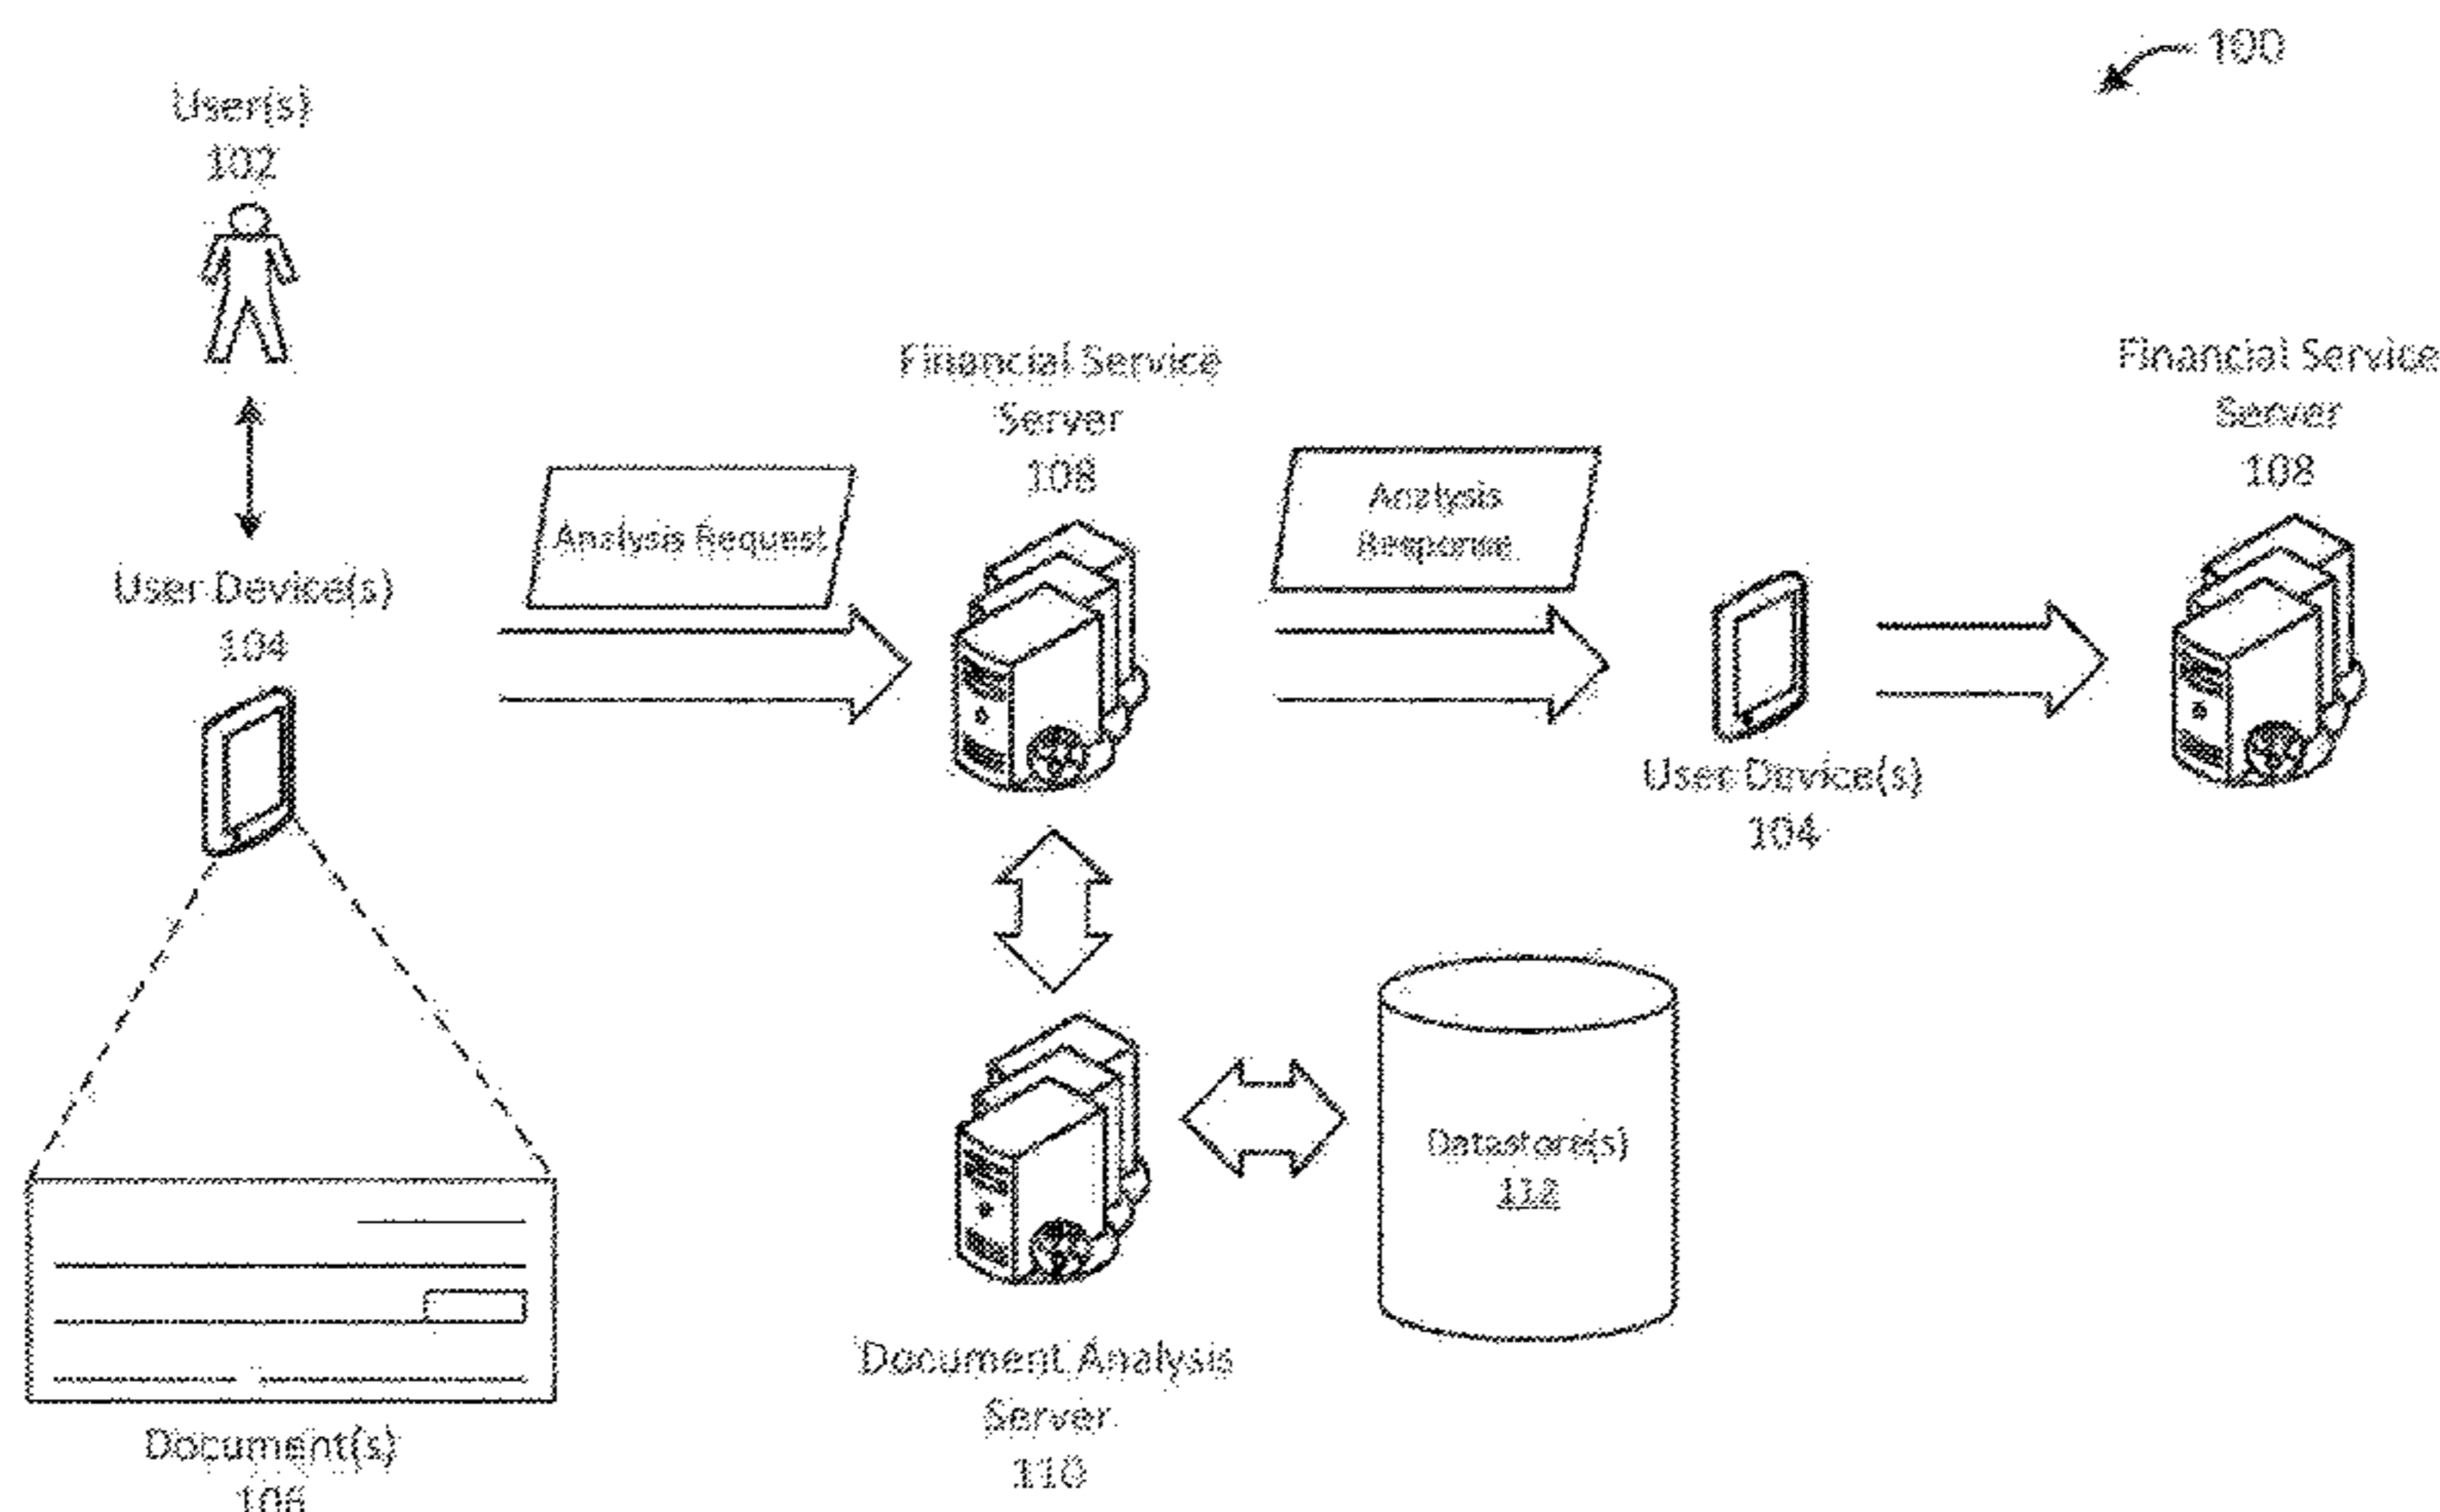 100
User(s)
102
User Device(s)
104
Analysis Request
Financial Service
Server
108
Analysis
Response
User Device(s)
104
Financial Service
Server
108
Datastore(s)
112
Document Analysis
Server
110
Document(s)
106